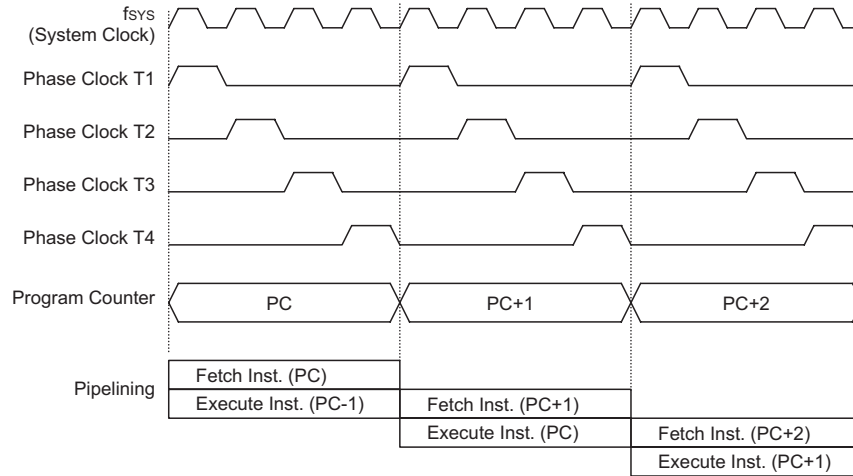 fSYS
(System Clock)
Phase Clock T1
Phase Clock T2
Phase Clock T3
Phase Clock T4
Program Counter
PC
PC+1
PC+2
Pipelining
Fetch Inst. (PC)
Execute Inst. (PC-1)
Fetch Inst. (PC+1)
Execute Inst. (PC)
Fetch Inst. (PC+2)
Execute Inst. (PC+1)